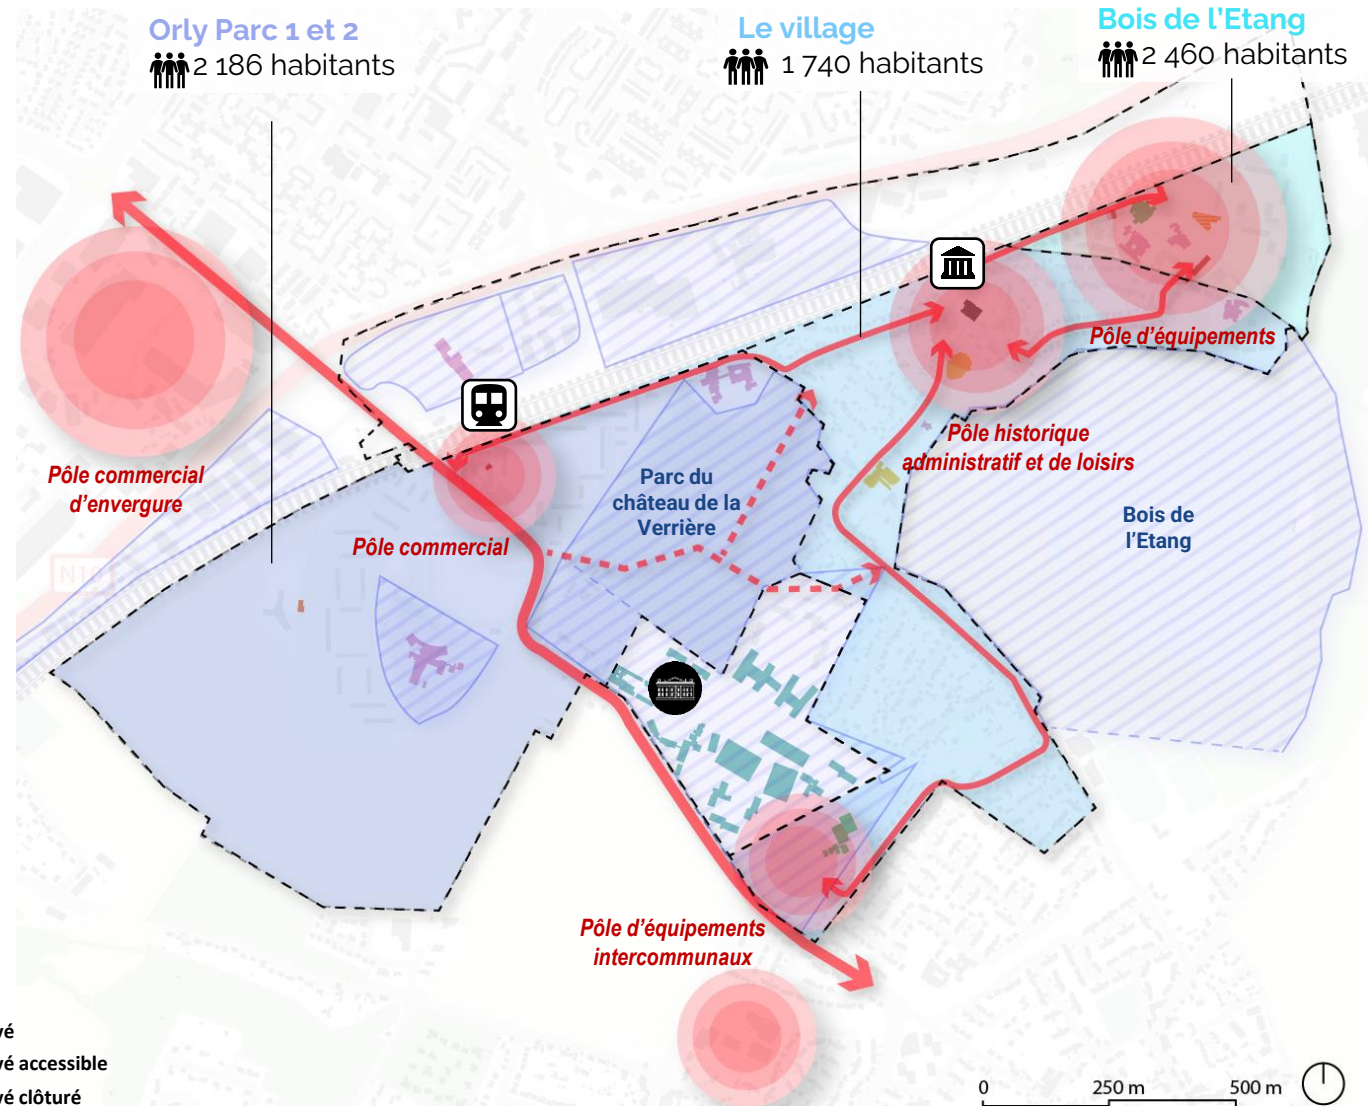 Orly Parc 1 et 2
2 186 habitants
Le village
1 740 habitants
Bois de l'Etang
2 460 habitants
Pôle d'équipements
Pôle historique
administratif et de loisirs
Pôle commercial
d'envergure
Parc du
château de la
Verrière
Bois de
l'Etang
Pôle commercial
N10
Pôle d'équipements
intercommunaux
vé
vé accessible
vé clôturé
0 250 m 500 m